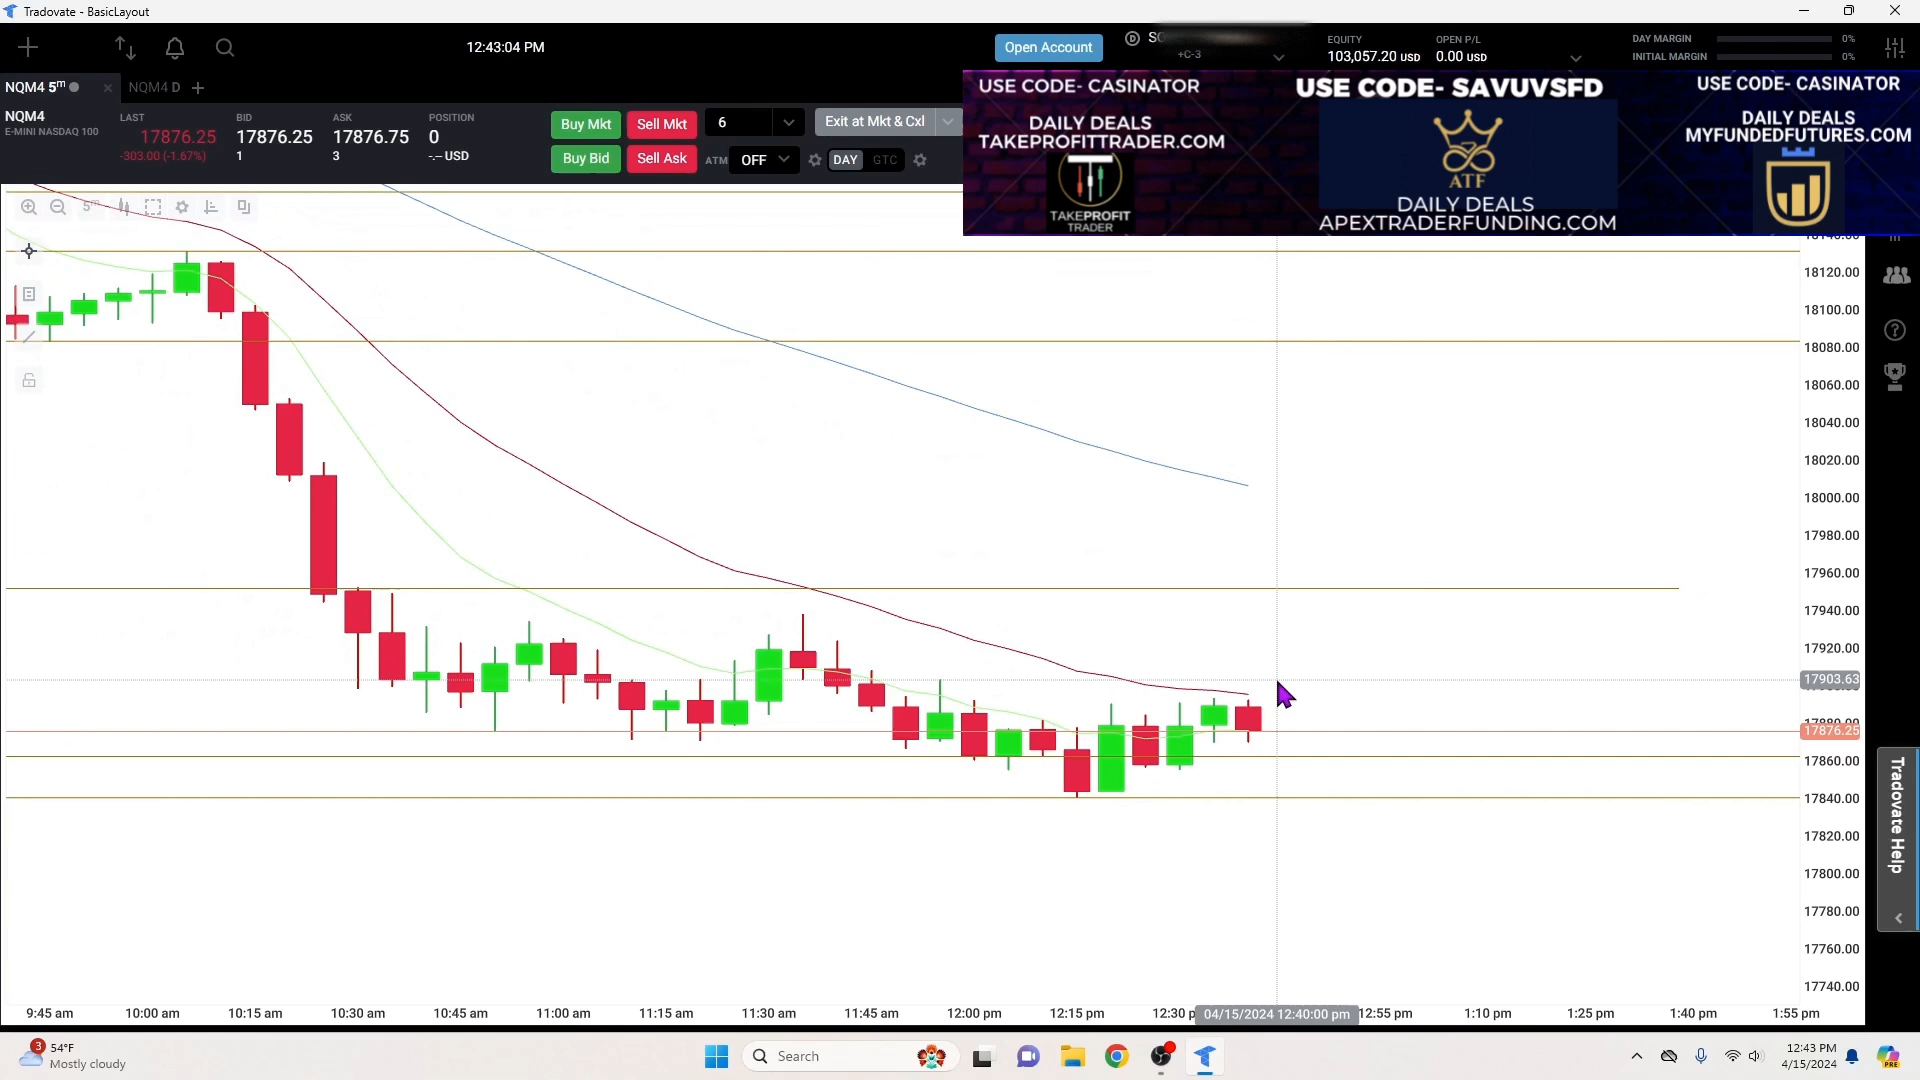 Tradovate - BasicLayout
12:43:04 PM
Open Account
D
+C-3
EQUITY
103,057.20 USD
OPEN P/L
0.00 USD
DAY MARGIN
0%
INITIAL MARGIN
0%
NQM4 5m
NQM4 D
NQM4
E-MINI NASDAQ 100
LAST
17876.25
-303.00 (-1.67%)
BID
17876.25
1
ASK
17876.75
3
POSITION
0
-.-- USD
Buy Mkt
Sell Mkt
6
Exit at Mkt & Cxl
Buy Bid
Sell Ask
ATM
OFF
DAY
GTC
USE CODE- CASINATOR
DAILY DEALS
TAKEPROFITTRADER.COM
TAKEPROFIT
TRADER
USE CODE- SAVUVSFD
ATF
DAILY DEALS
APEXTRADERFUNDING.COM
USE CODE- CASINATOR
DAILY DEALS
MYFUNDEDFUTURES.COM
5m
18140.00
18120.00
18100.00
18080.00
18060.00
18040.00
18020.00
18000.00
17980.00
17960.00
17940.00
17920.00
17903.63
17880.00
17876.25
17860.00
17840.00
17820.00
17800.00
17780.00
17760.00
17740.00
Tradovate Help
9:45 am
10:00 am
10:15 am
10:30 am
10:45 am
11:00 am
11:15 am
11:30 am
11:45 am
12:00 pm
12:15 pm
12:30 p
04/15/2024 12:40:00 pm
12:55 pm
1:10 pm
1:25 pm
1:40 pm
1:55 pm
3
54°F
Mostly cloudy
Search
12:43 PM
4/15/2024
PRE